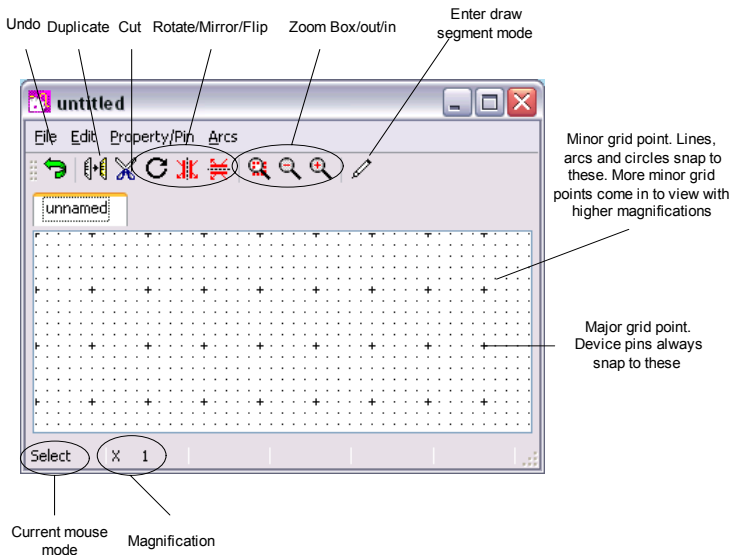 Enter draw
segment mode
Undo Duplicate Cut Rotate/Mirror/Flip Zoom Box/out/in
untitled
File Edit Property/Pin Arcs
unnamed
Minor grid point. Lines,
arcs and circles snap to
these. More minor grid
points come in to view with
higher magnifications
Major grid point.
Device pins always
snap to these
Select X 1
Current mouse
mode
Magnification